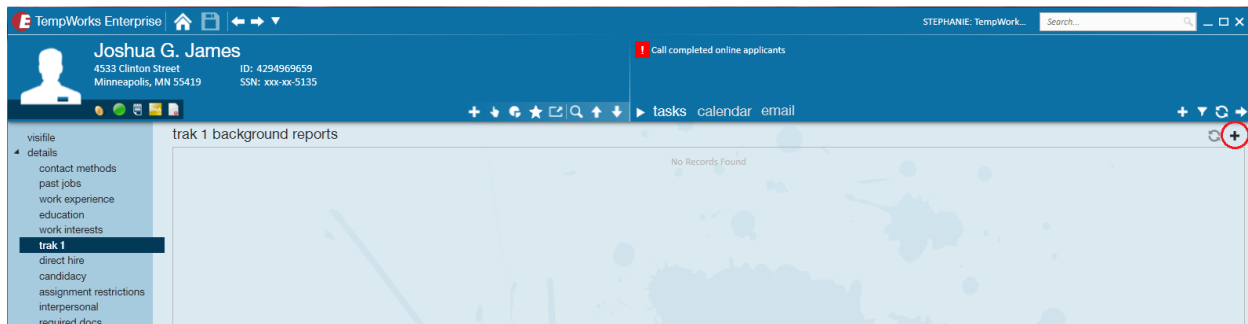 TempWorks Enterprise
STEPHANIE: TempWork...
Search...
Joshua G. James
4533 Clinton Street
ID: 4294969659
Minneapolis, MN 55419
SSN: xxx-xx-5135
! Call completed online applicants
tasks calendar email
visifile
details
contact methods
past jobs
work experience
education
work interests
trak 1
direct hire
candidacy
assignment restrictions
interpersonal
required docs
trak 1 background reports
No Records Found